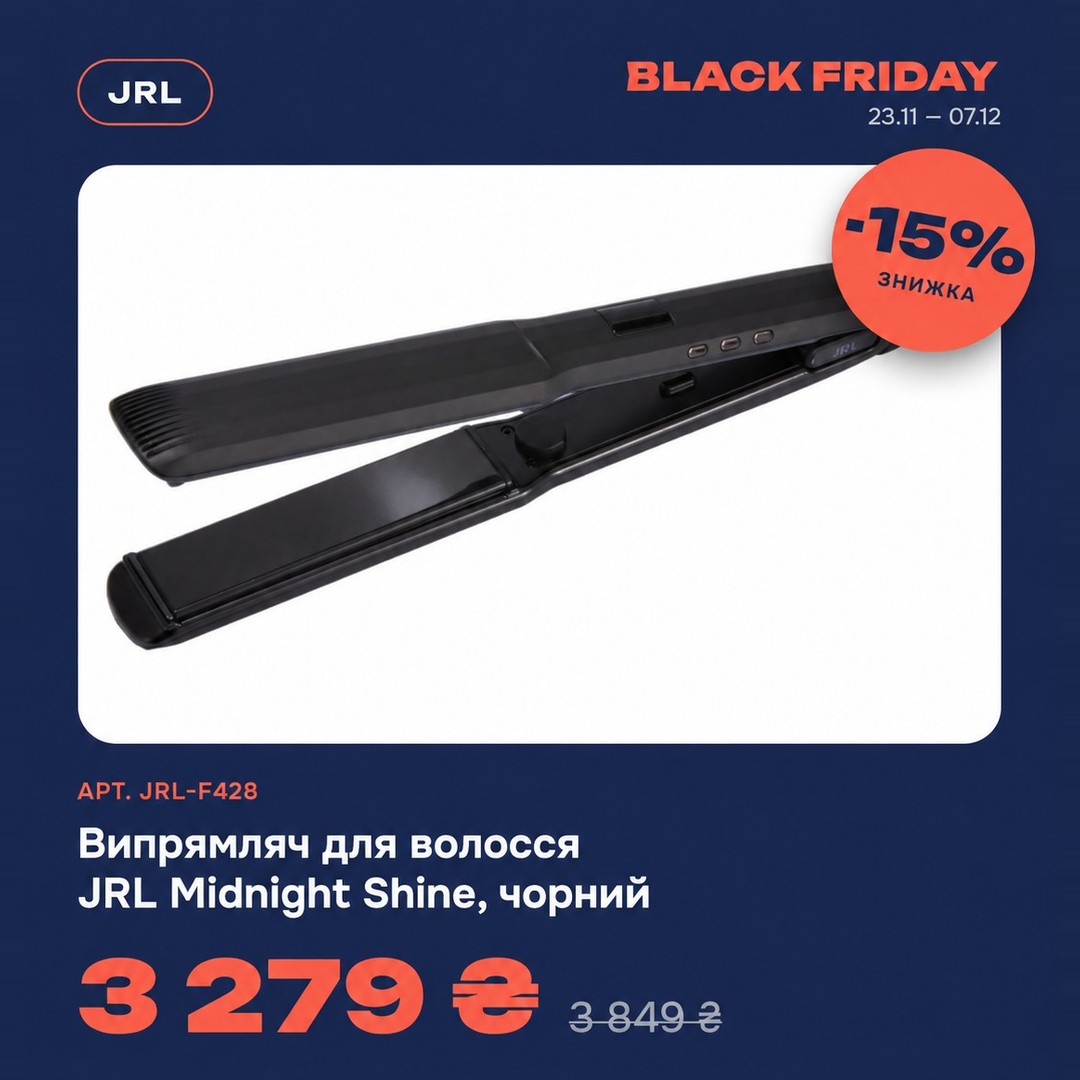 JRL
BLACK FRIDAY
23.11 – 07.12
-15%
ЗНИЖКА
JRL
АРТ. JRL-F428
Випрямляч для волосся
JRL Midnight Shine, чорний
3 279 ₴
3 849 ₴